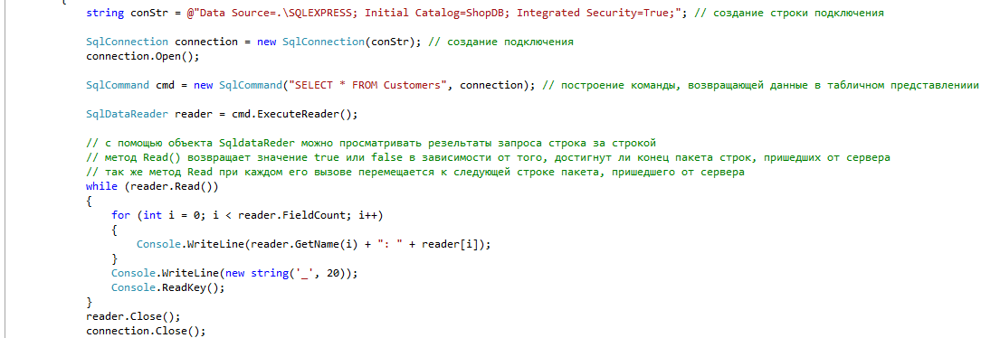 {
string conStr = @"Data Source=.\SQLEXPRESS; Initial Catalog=ShopDB; Integrated Security=True;"; // создание строки подключения
SqlConnection connection = new SqlConnection(conStr); // создание подключения
connection.Open();
SqlCommand cmd = new SqlCommand("SELECT * FROM Customers", connection); // построение команды, возвращающей данные в табличном представлениии
SqlDataReader reader = cmd.ExecuteReader();
// с помощью объекта SqldataReder можно просматривать резельтаты запроса строка за строкой
// метод Read() возвращает значение true или false в зависимости от того, достигнут ли конец пакета строк, пришедших от сервера
// так же метод Read при каждом его вызове перемещается к следующей строке пакета, пришедшего от сервера
while (reader.Read())
{
for (int i = 0; i < reader.FieldCount; i++)
{
Console.WriteLine(reader.GetName(i) + ": " + reader[i]);
}
Console.WriteLine(new string('_', 20));
Console.ReadKey();
}
reader.Close();
connection.Close();